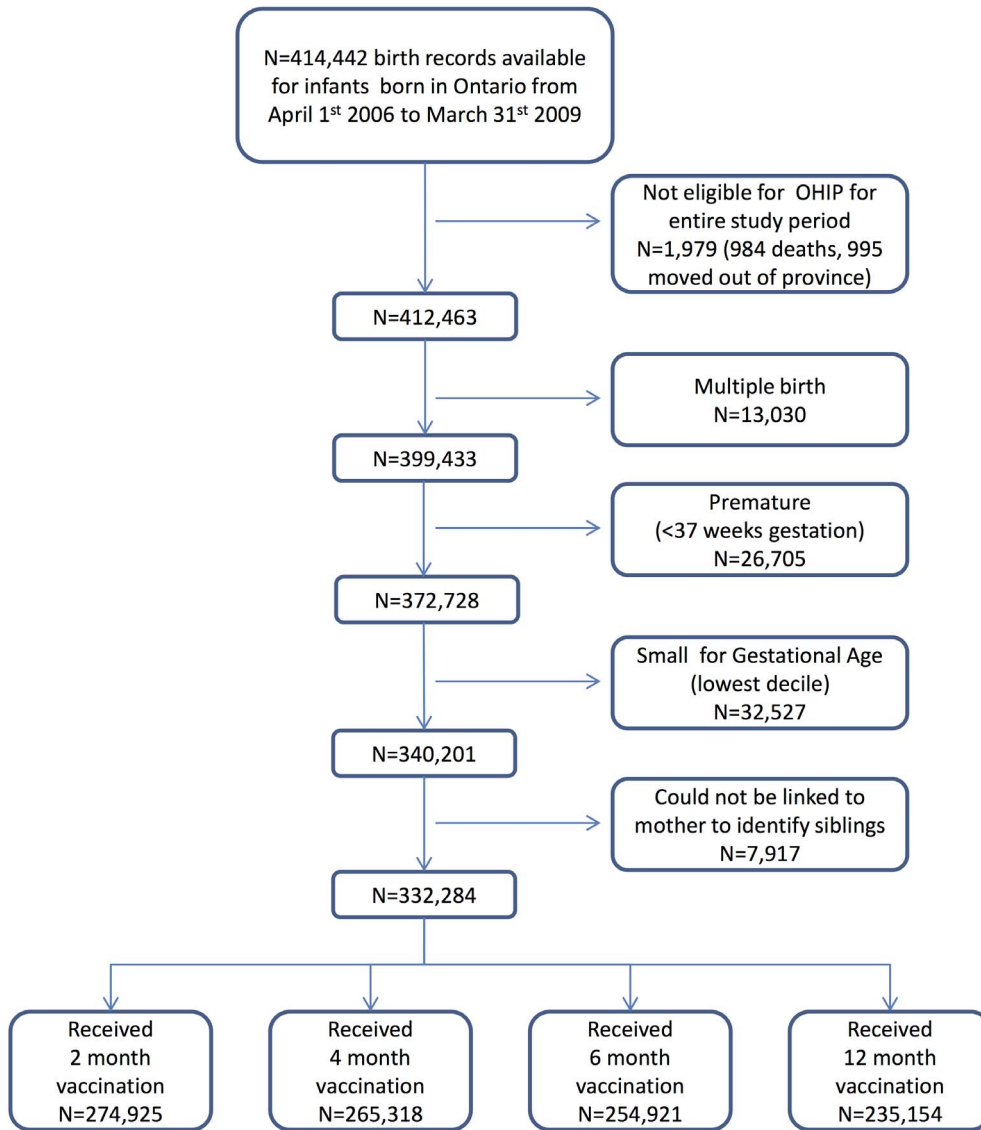 N=414,442 birth records available
for infants born in Ontario from
April 1st 2006 to March 31st 2009
Not eligible for OHIP for
entire study period
N=1,979 (984 deaths, 995
moved out of province)
N=412,463
Multiple birth
N=13,030
N=399,433
Premature
(<37 weeks gestation)
N=26,705
N=372,728
Small for Gestational Age
(lowest decile)
N=32,527
N=340,201
Could not be linked to
mother to identify siblings
N=7,917
N=332,284
Received
2 month
vaccination
N=274,925
Received
4 month
vaccination
N=265,318
Received
6 month
vaccination
N=254,921
Received
12 month
vaccination
N=235,154